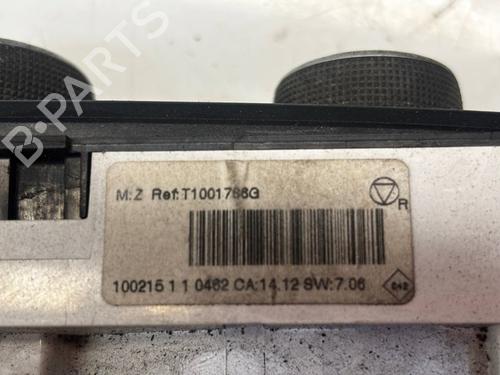 B-PARTS
M:Z Ref:T1001766G
R
100215 1 1 0462 CA:14.12 SW:7.06